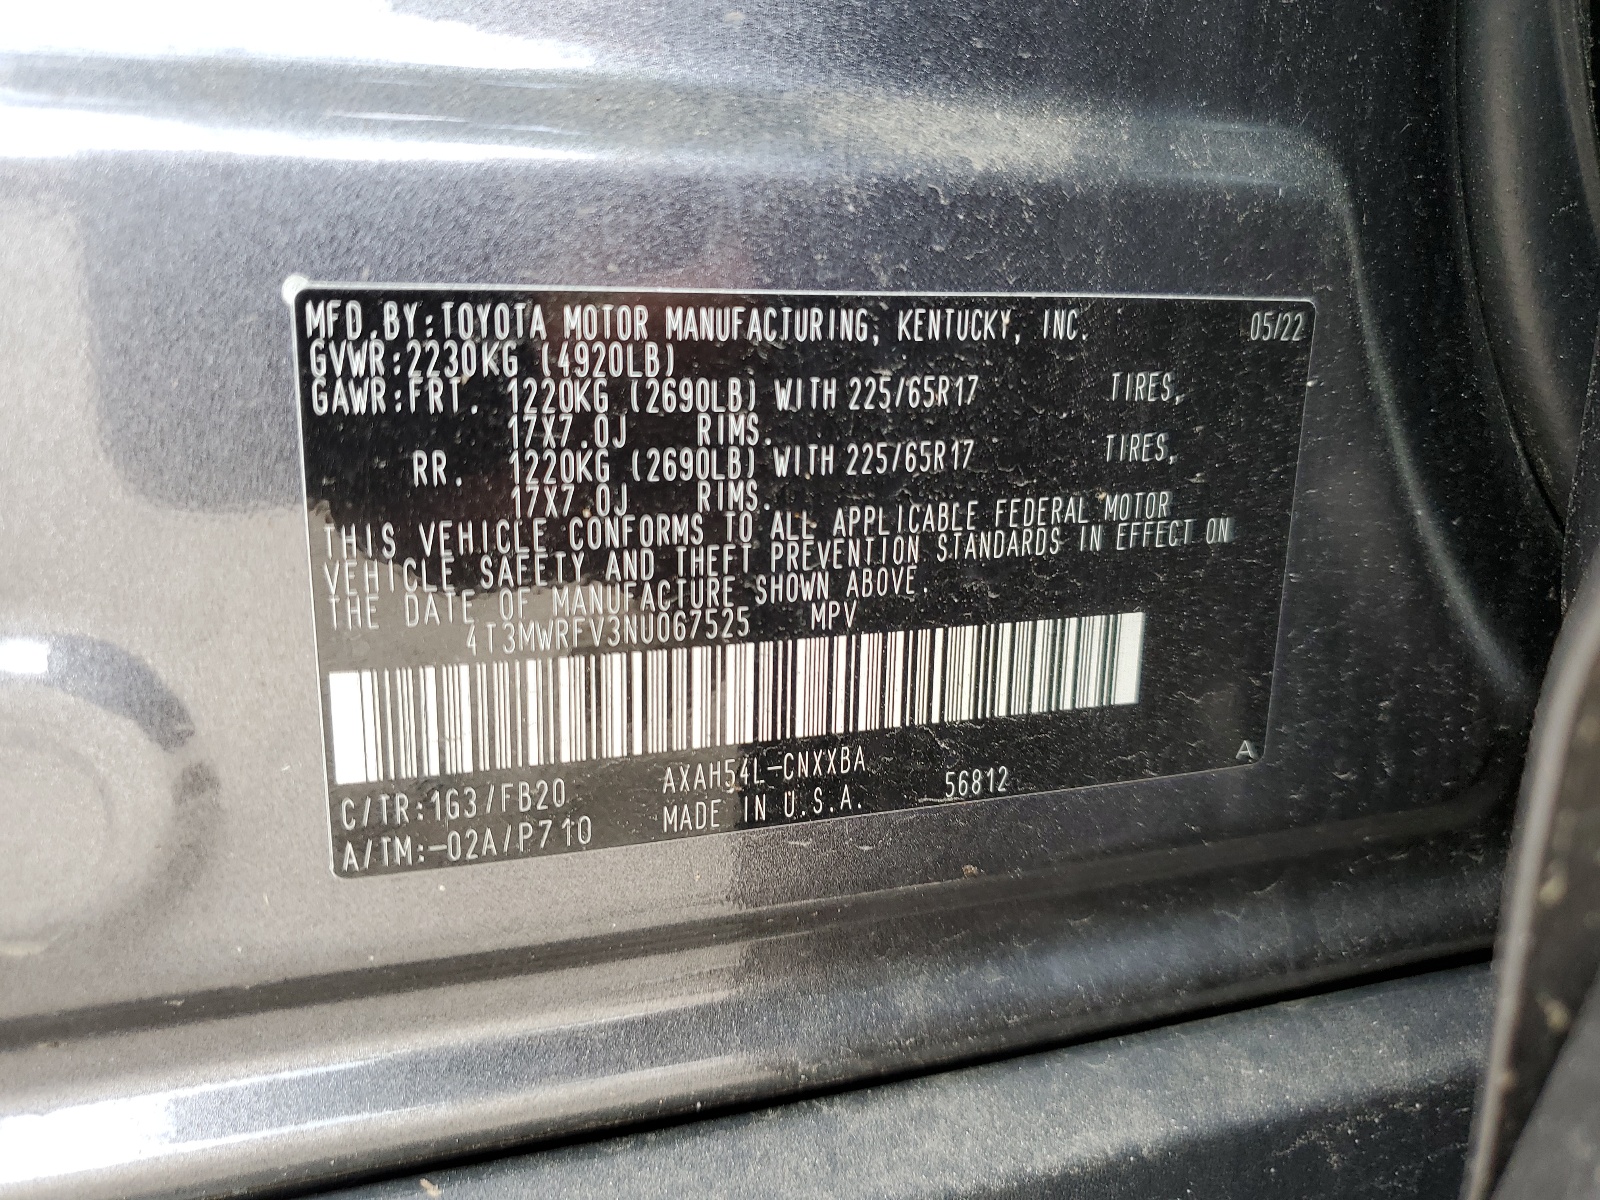 MFD.BY:TOYOTA MOTOR MANUFACTURING, KENTUCKY, INC. 05/22
GVWR:2230KG (4920LB)
GAWR:FRT. 1220KG (2690LB) WITH 225/65R17 TIRES,
17X7.0J RIMS.
RR. 1220KG (2690LB) WITH 225/65R17 TIRES,
17X7.0J RIMS.
THIS VEHICLE CONFORMS TO ALL APPLICABLE FEDERAL MOTOR
VEHICLE SAFETY AND THEFT PREVENTION STANDARDS IN EFFECT ON
THE DATE OF MANUFACTURE SHOWN ABOVE.
4T3MWRFV3NU067525 MPV
C/TR:1G3/FB20 AXAH54L-CNXXBA A
A/TM:-02A/P710 MADE IN U.S.A. 56812